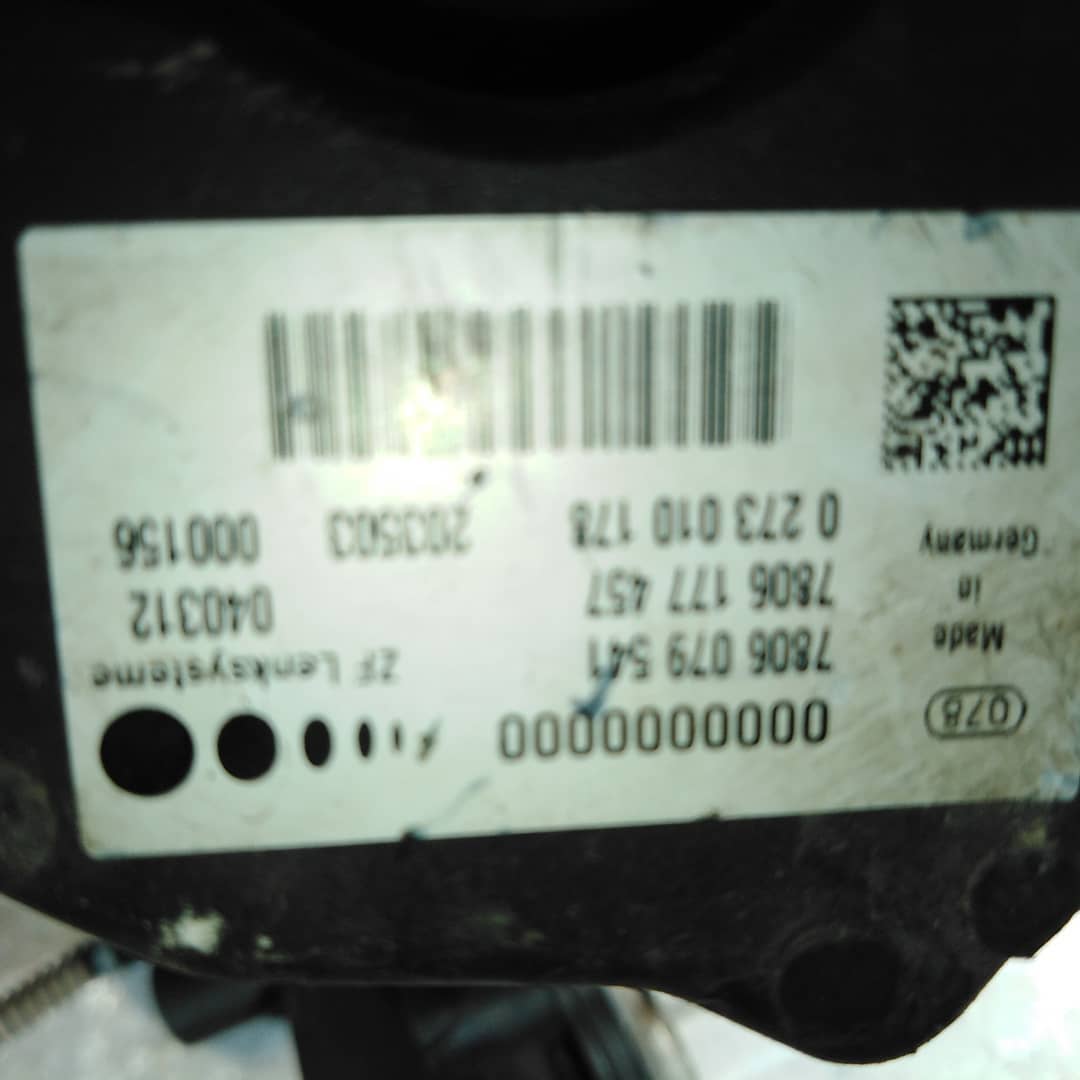 078 0000000000
Made 7806 079 541 ZF Lenksysteme
in 7806 177 457 040312
Germany 0 273 010 178 203503 000156